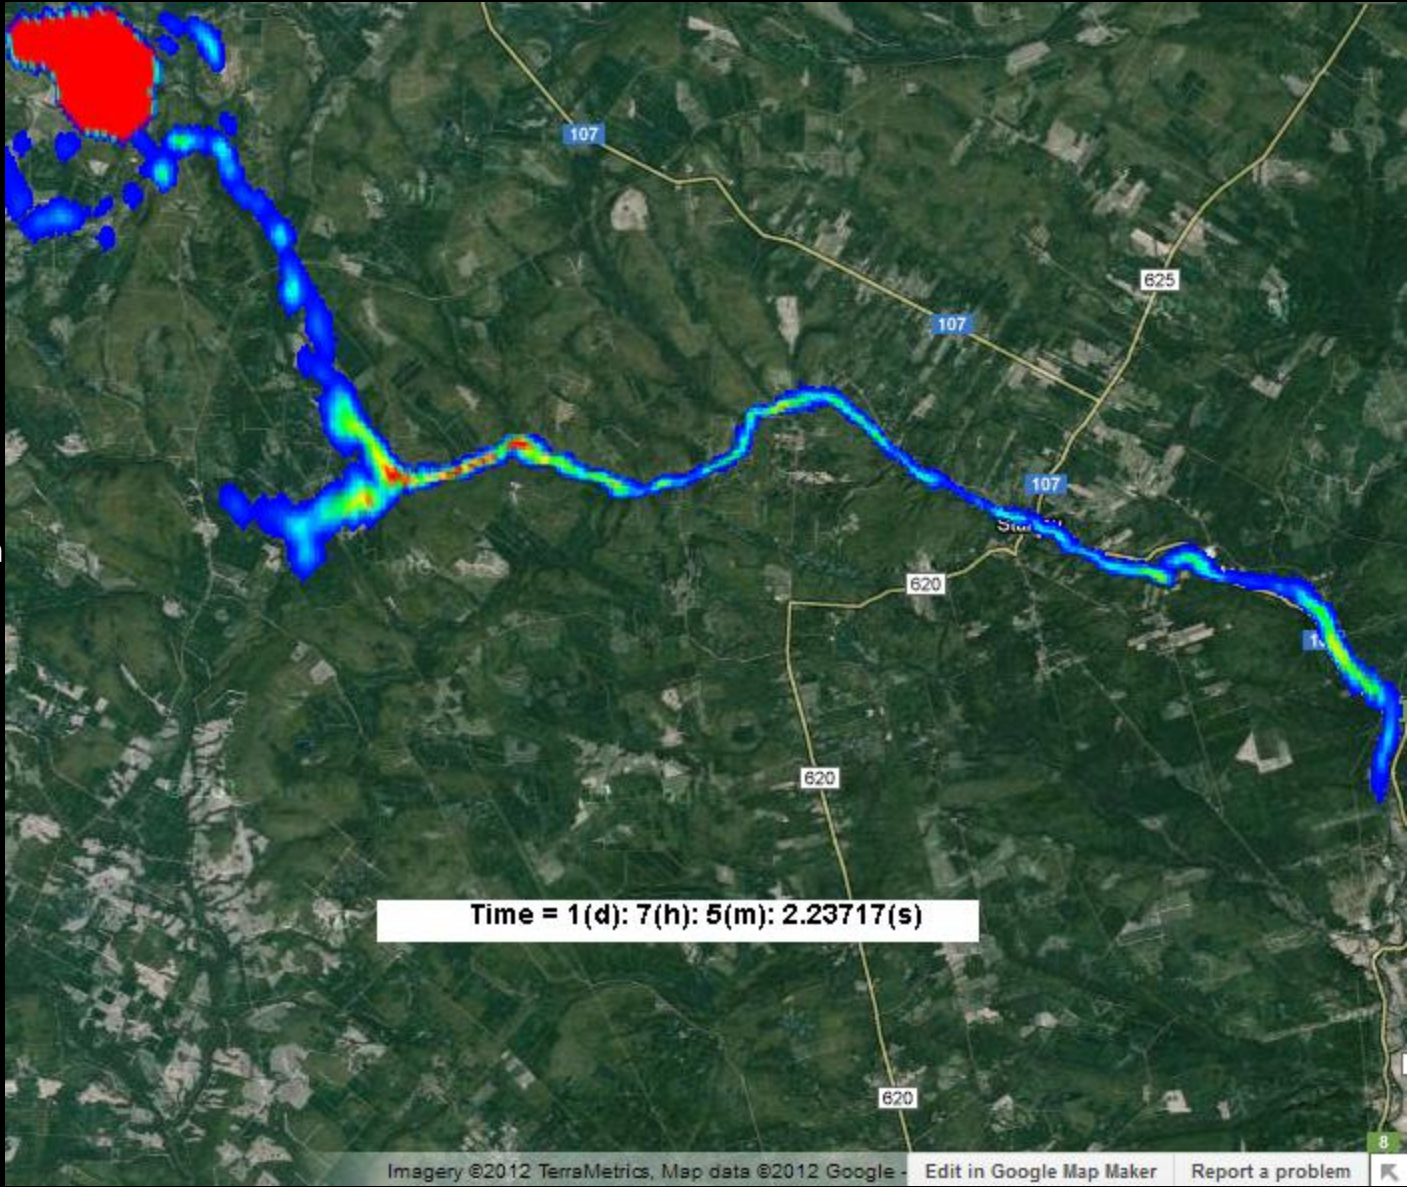 107
625
107
107
620
620
Time = 1(d): 7(h): 5(m): 2.23717(s)
620
8
Imagery ©2012 TerraMetrics, Map data ©2012 Google -
Edit in Google Map Maker
Report a problem